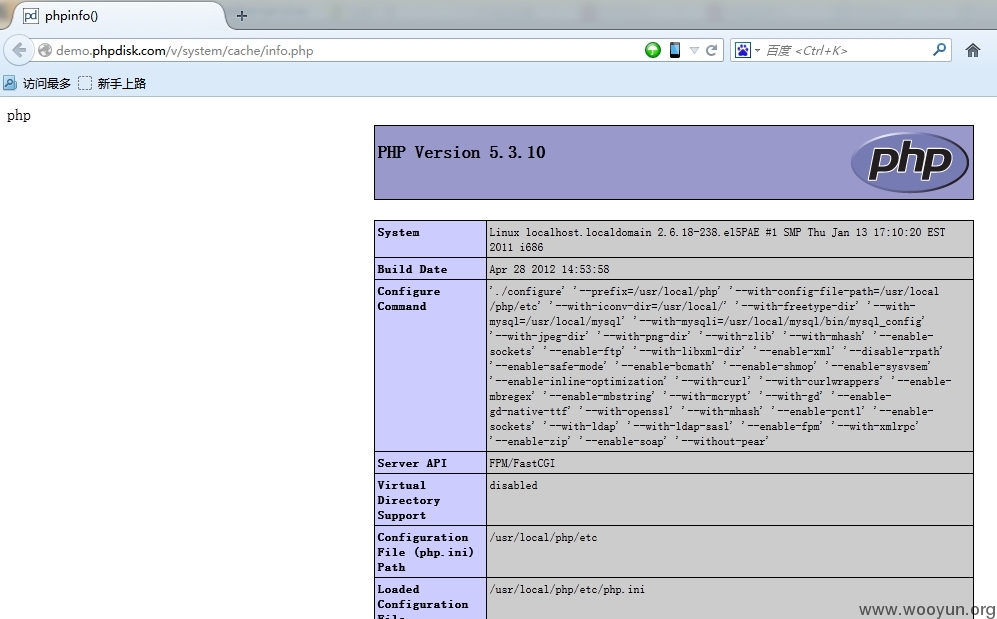 phpinfo()
demo.phpdisk.com/v/system/cache/info.php
百度 <Ctrl+K>
访问最多
新手上路
php
PHP Version 5.3.10
php
System
Linux localhost.localdomain 2.6.18-238.el5PAE #1 SMP Thu Jan 13 17:10:20 EST
2011 i686
Build Date
Apr 28 2012 14:53:58
Configure
Command
'./configure' '--prefix=/usr/local/php' '--with-config-file-path=/usr/local
/php/etc' '--with-iconv-dir=/usr/local/' '--with-freetype-dir' '--with-
mysql=/usr/local/mysql' '--with-mysqli=/usr/local/mysql/bin/mysql_config'
'--with-jpeg-dir' '--with-png-dir' '--with-zlib' '--with-mhash' '--enable-
sockets' '--enable-ftp' '--with-libxml-dir' '--enable-xml' '--disable-rpath'
'--enable-safe-mode' '--enable-bcmath' '--enable-shmop' '--enable-sysvsem'
'--enable-inline-optimization' '--with-curl' '--with-curlwrappers' '--enable-
mbregex' '--enable-mbstring' '--with-mcrypt' '--with-gd' '--enable-
gd-native-ttf' '--with-openssl' '--with-mhash' '--enable-pcntl' '--enable-
sockets' '--with-ldap' '--with-ldap-sasl' '--enable-fpm' '--with-xmlrpc'
'--enable-zip' '--enable-soap' '--without-pear'
Server API
FPM/FastCGI
Virtual
Directory
Support
disabled
Configuration
File (php.ini)
Path
/usr/local/php/etc
Loaded
Configuration
File
/usr/local/php/etc/php.ini
www.wooyun.org